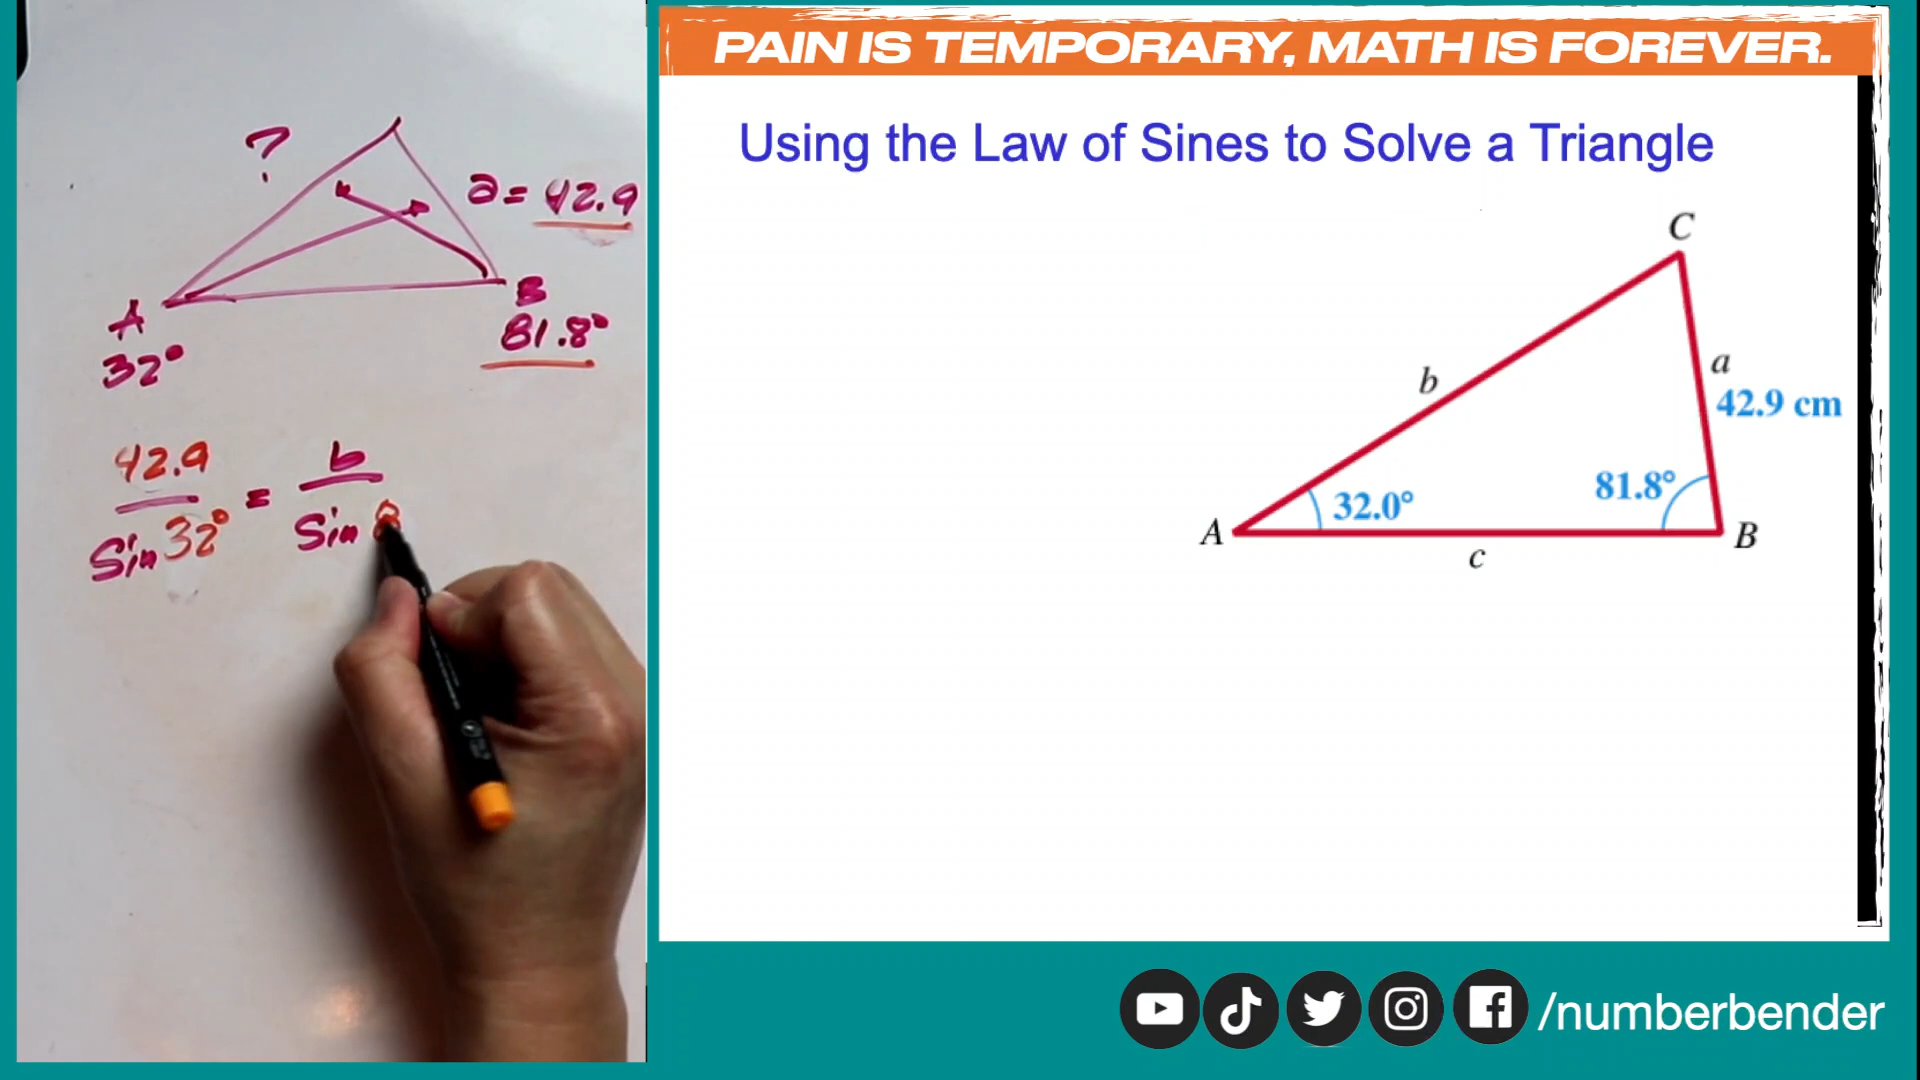 ?
a = 42.9
A
32°
B
81.8°
42.9
Sin 32°
=
b
Sin 8
PAIN IS TEMPORARY, MATH IS FOREVER.
Using the Law of Sines to Solve a Triangle
C
b
a
42.9 cm
81.8°
32.0°
A
B
c
/numberbender